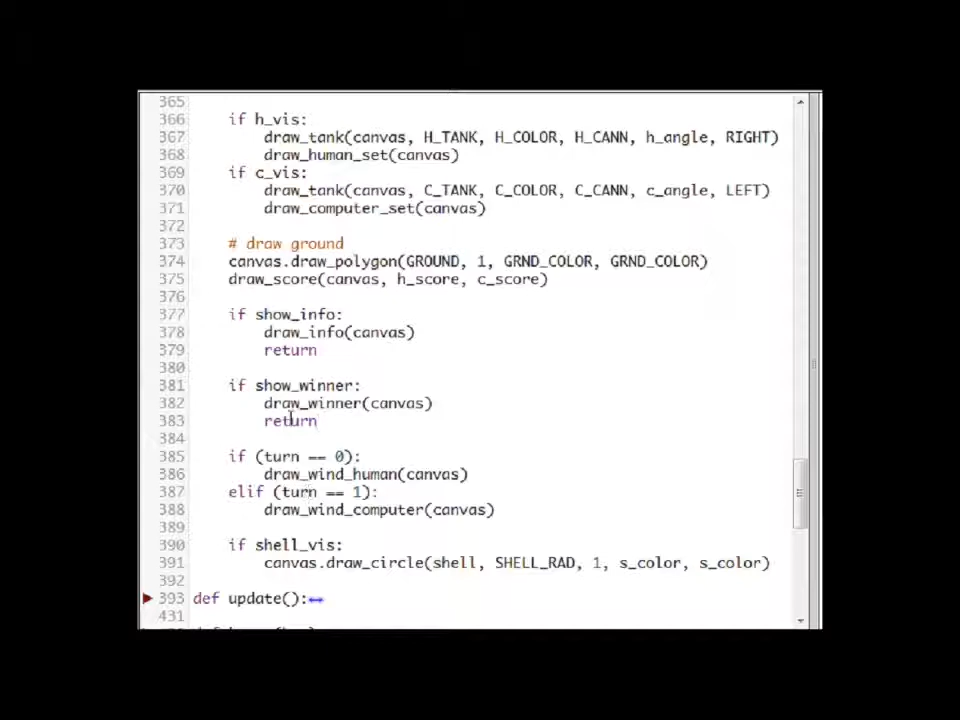 365
366 if h_vis:
367 draw_tank(canvas, H_TANK, H_COLOR, H_CANN, h_angle, RIGHT)
368 draw_human_set(canvas)
369 if c_vis:
370 draw_tank(canvas, C_TANK, C_COLOR, C_CANN, c_angle, LEFT)
371 draw_computer_set(canvas)
372
373 # draw ground
374 canvas.draw_polygon(GROUND, 1, GRND_COLOR, GRND_COLOR)
375 draw_score(canvas, h_score, c_score)
376
377 if show_info:
378 draw_info(canvas)
379 return
380
381 if show_winner:
382 draw_winner(canvas)
383 return
384
385 if (turn == 0):
386 draw_wind_human(canvas)
387 elif (turn == 1):
388 draw_wind_computer(canvas)
389
390 if shell_vis:
391 canvas.draw_circle(shell, SHELL_RAD, 1, s_color, s_color)
392
393 def update():
431